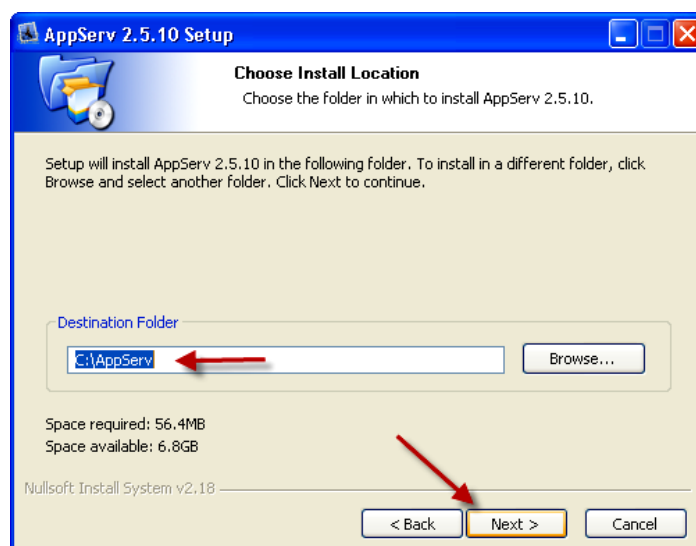 AppServ 2.5.10 Setup
Choose Install Location
Choose the folder in which to install AppServ 2.5.10.
Setup will install AppServ 2.5.10 in the following folder. To install in a different folder, click
Browse and select another folder. Click Next to continue.
Destination Folder
C:\AppServ
Browse...
Space required: 56.4MB
Space available: 6.8GB
Nullsoft Install System v2.18
< Back
Next >
Cancel